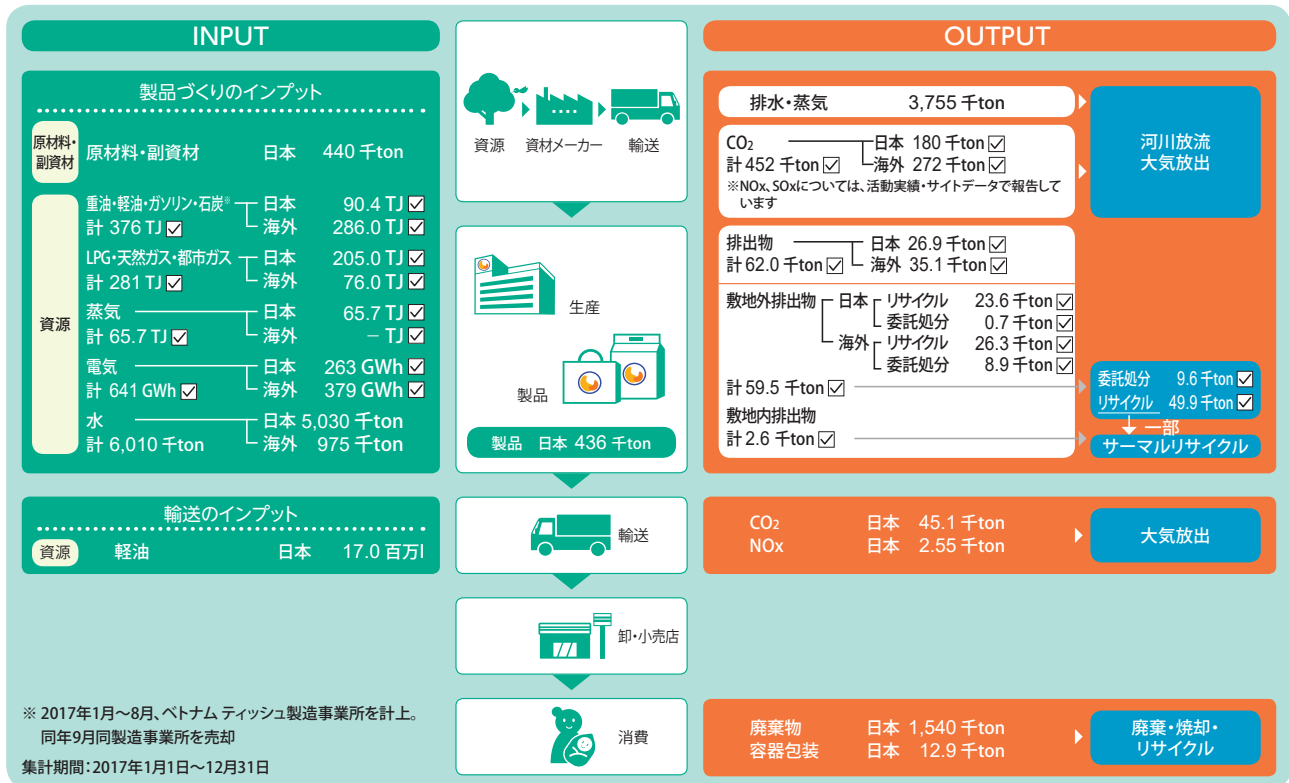 INPUT
製品づくりのインプット
原材料・副資材
原材料・副資材 日本 440 千ton
資源
重油・軽油・ガソリン・石炭※ 日本 90.4 TJ ☑
計 376 TJ ☑ 海外 286.0 TJ ☑
LPG・天然ガス・都市ガス 日本 205.0 TJ ☑
計 281 TJ ☑ 海外 76.0 TJ ☑
蒸気 日本 65.7 TJ ☑
計 65.7 TJ ☑ 海外 − TJ ☑
電気 日本 263 GWh ☑
計 641 GWh ☑ 海外 379 GWh ☑
水 日本 5,030 千ton
計 6,010 千ton 海外 975 千ton
輸送のインプット
資源 軽油 日本 17.0 百万l
※ 2017年1月〜8月、ベトナム ティッシュ製造事業所を計上。
同年9月同製造事業所を売却
集計期間:2017年1月1日〜12月31日
資源 資材メーカー 輸送
生産
製品
製品 日本 436 千ton
輸送
卸・小売店
消費
OUTPUT
排水・蒸気 3,755 千ton
CO2 日本 180 千ton ☑
計 452 千ton ☑ 海外 272 千ton ☑
※NOx、SOxについては、活動実績・サイトデータで報告して
います
河川放流
大気放出
排出物 日本 26.9 千ton ☑
計 62.0 千ton ☑ 海外 35.1 千ton ☑
敷地外排出物 日本 リサイクル 23.6 千ton ☑
委託処分 0.7 千ton ☑
海外 リサイクル 26.3 千ton ☑
委託処分 8.9 千ton ☑
計 59.5 千ton ☑
敷地内排出物
計 2.6 千ton ☑
委託処分 9.6 千ton ☑
リサイクル 49.9 千ton ☑
一部
サーマルリサイクル
CO2 日本 45.1 千ton
NOx 日本 2.55 千ton
大気放出
廃棄物 日本 1,540 千ton
容器包装 日本 12.9 千ton
廃棄・焼却・
リサイクル